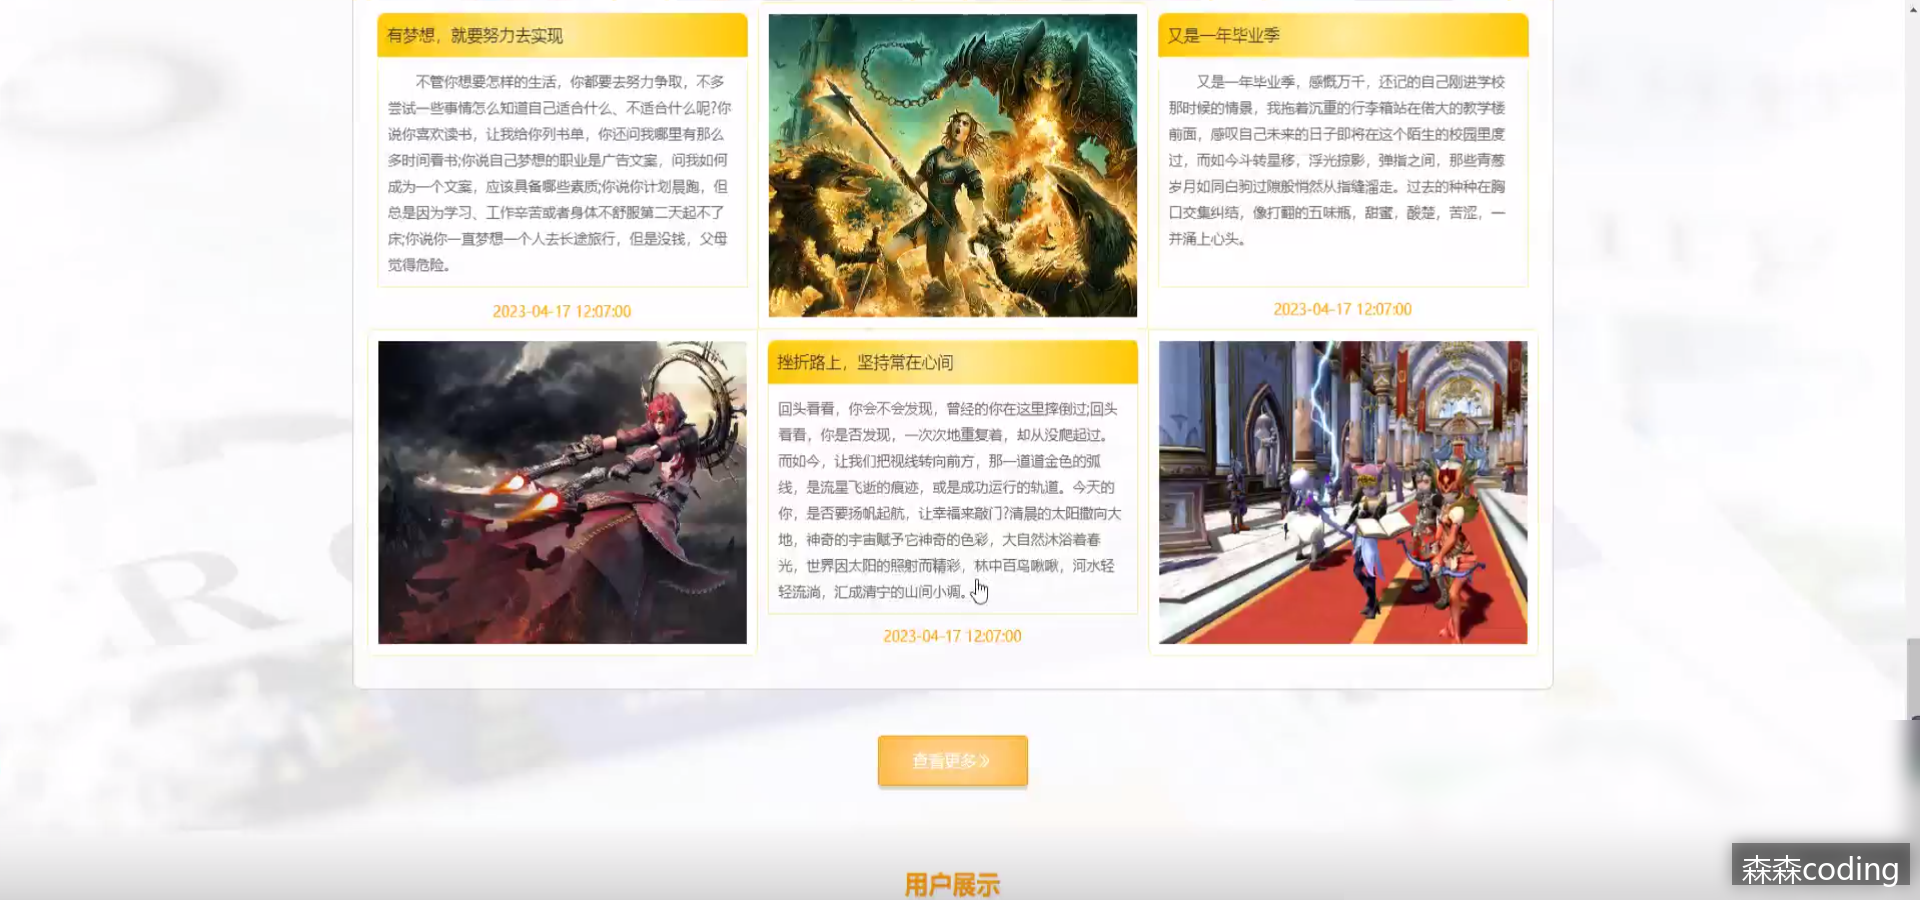 有梦想，就要努力去实现
不管你想要怎样的生活，你都要去努力争取，不多
尝试一些事情怎么知道自己适合什么、不适合什么呢?你
说你喜欢读书，让我给你列书单，你还问我哪里有那么
多时间看书;你说自己梦想的职业是广告文案，问我如何
成为一个文案，应该具备哪些素质;你说你计划晨跑，但
总是因为学习、工作辛苦或者身体不舒服第二天起不了
床;你说你一直梦想一个人去长途旅行，但是没钱，父母
觉得危险。
2023-04-17 12:07:00
又是一年毕业季
又是一年毕业季，感慨万千，还记的自己刚进学校
那时候的情景，我拖着沉重的行李箱站在偌大的教学楼
前面，感叹自己未来的日子即将在这个陌生的校园里度
过，而如今斗转星移，浮光掠影，弹指之间，那些青葱
岁月如同白驹过隙般悄然从指缝溜走。过去的种种在胸
口交集纠结，像打翻的五味瓶，甜蜜，酸楚，苦涩，一
并涌上心头。
2023-04-17 12:07:00
挫折路上，坚持常在心间
回头看看，你会不会发现，曾经的你在这里摔倒过;回头
看看，你是否发现，一次次地重复着，却从没爬起过。
而如今，让我们把视线转向前方，那一道道金色的弧
线，是流星飞逝的痕迹，或是成功运行的轨道。今天的
你，是否要扬帆起航，让幸福来敲门?清晨的太阳撒向大
地，神奇的宇宙赋予它神奇的色彩，大自然沐浴着春
光，世界因太阳的照射而精彩，林中百鸟瞅瞅，河水轻
轻流淌，汇成清宁的山间小调。
2023-04-17 12:07:00
查看更多》
用户展示
森森coding